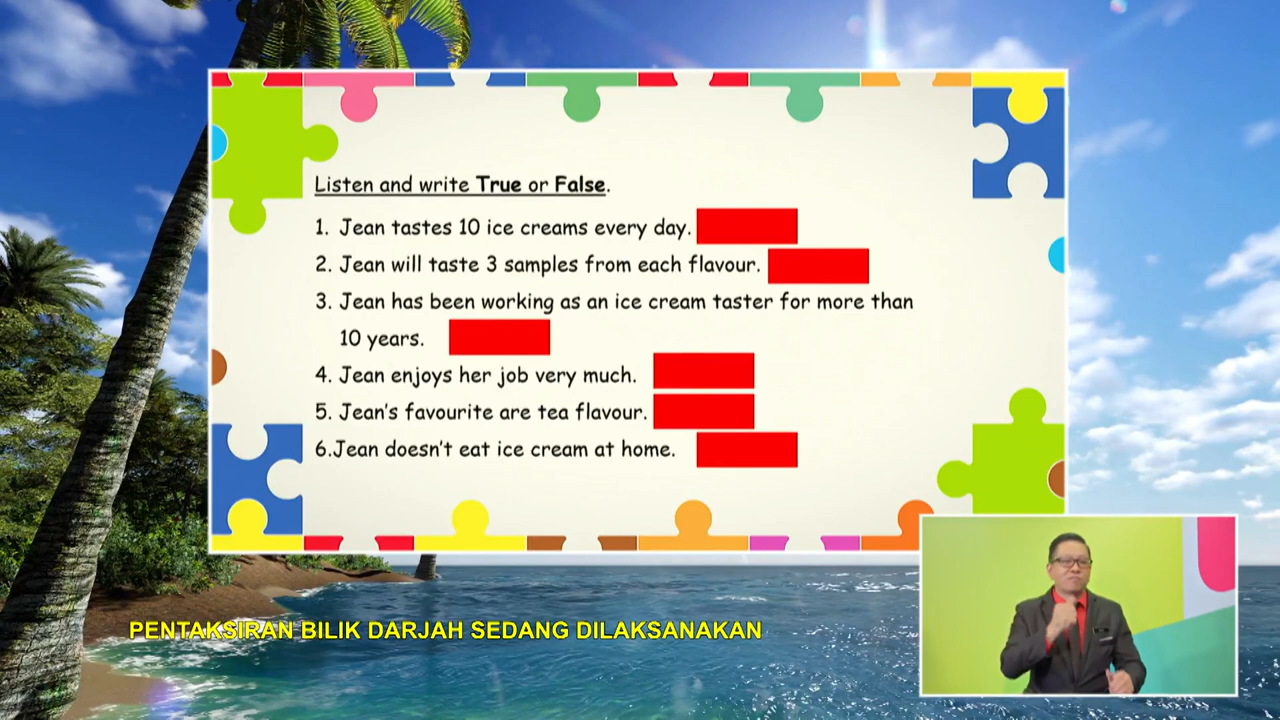 Listen and write True or False.
1. Jean tastes 10 ice creams every day.
2. Jean will taste 3 samples from each flavour.
3. Jean has been working as an ice cream taster for more than
10 years.
4. Jean enjoys her job very much.
5. Jean's favourite are tea flavour.
6.Jean doesn't eat ice cream at home.
PENTAKSIRAN BILIK DARJAH SEDANG DILAKSANAKAN